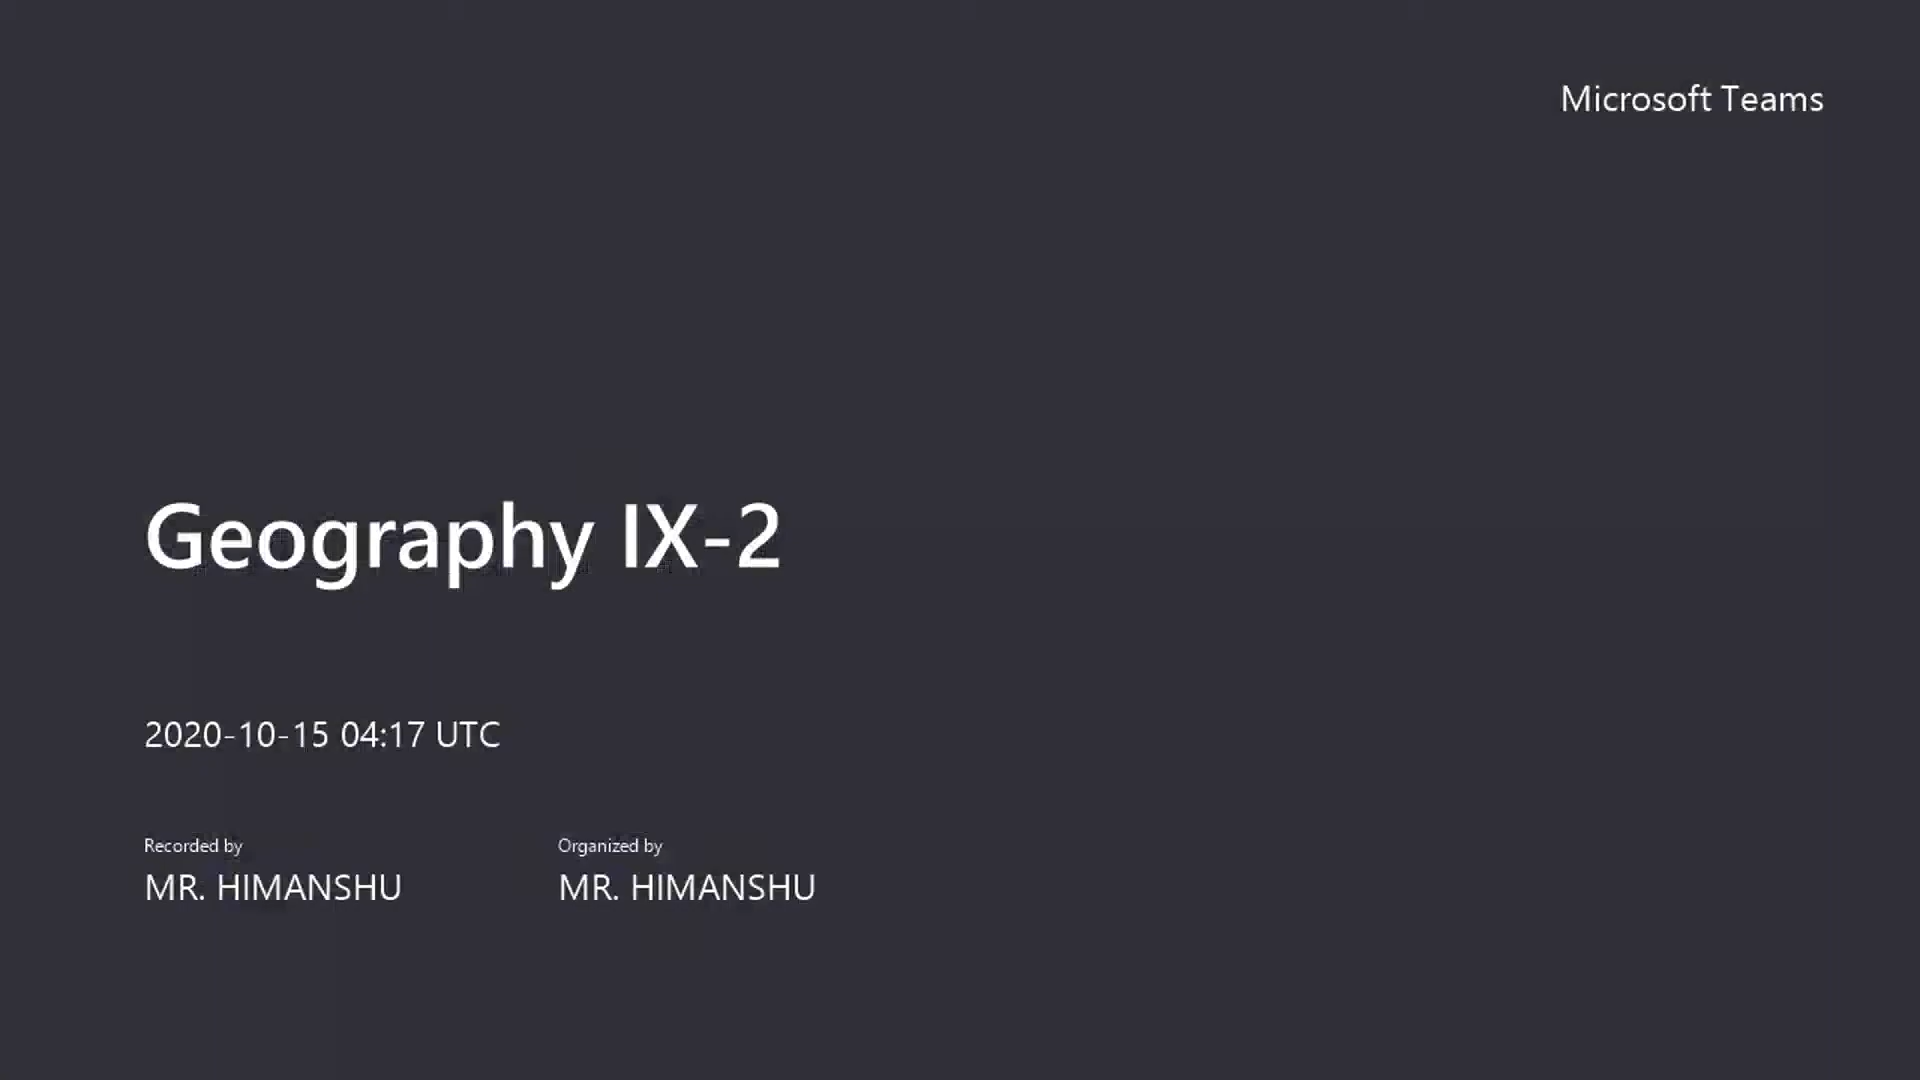 Microsoft Teams
Geography IX-2
2020-10-15 04:17 UTC
Recorded by
MR. HIMANSHU
Organized by
MR. HIMANSHU